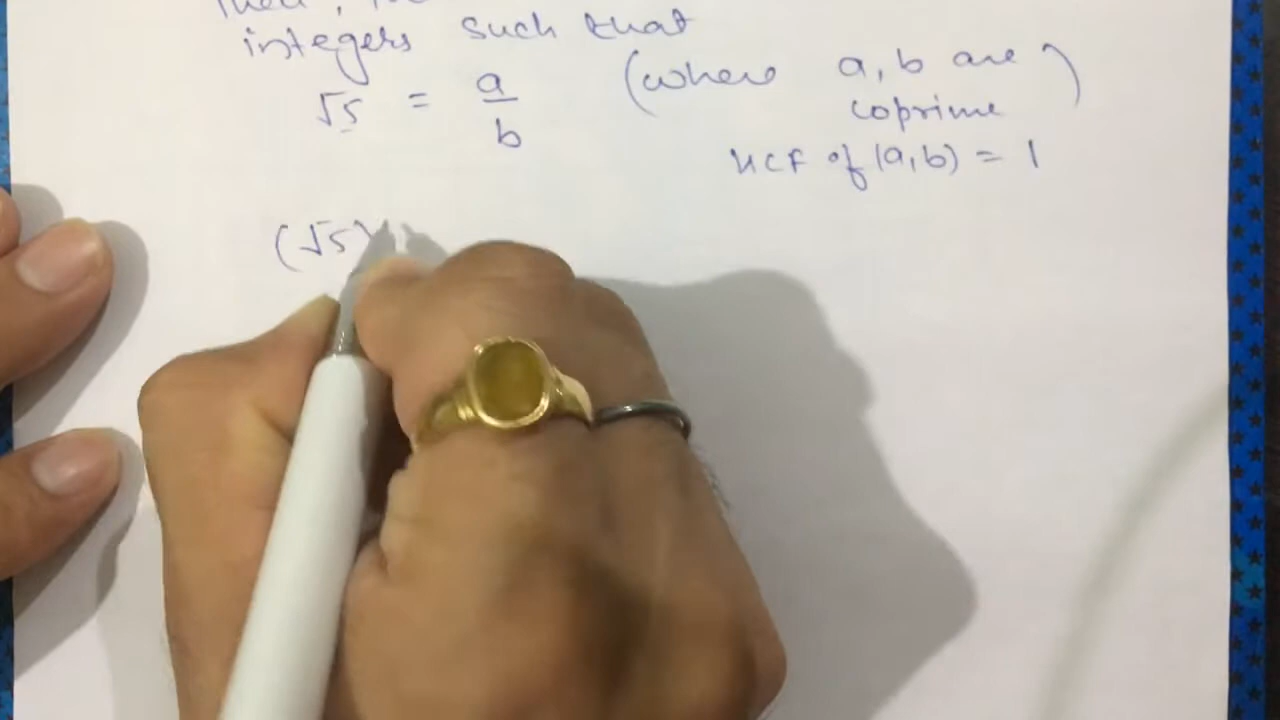 integers such that
√5 = a/b (where a, b are coprime)
HCF of (a,b) = 1
(√5)